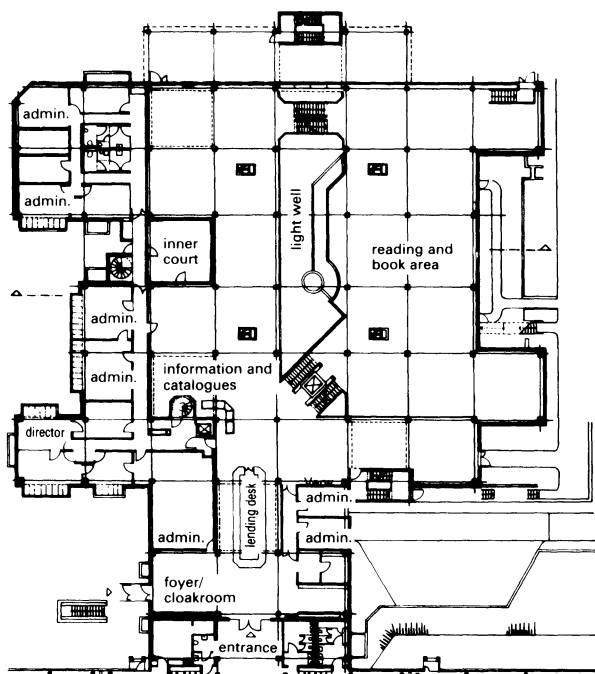 admin.
admin.
inner
court
light well
reading and
book area
admin.
information and
catalogues
admin.
director
lending desk
admin.
admin.
admin.
foyer/
cloakroom
entrance